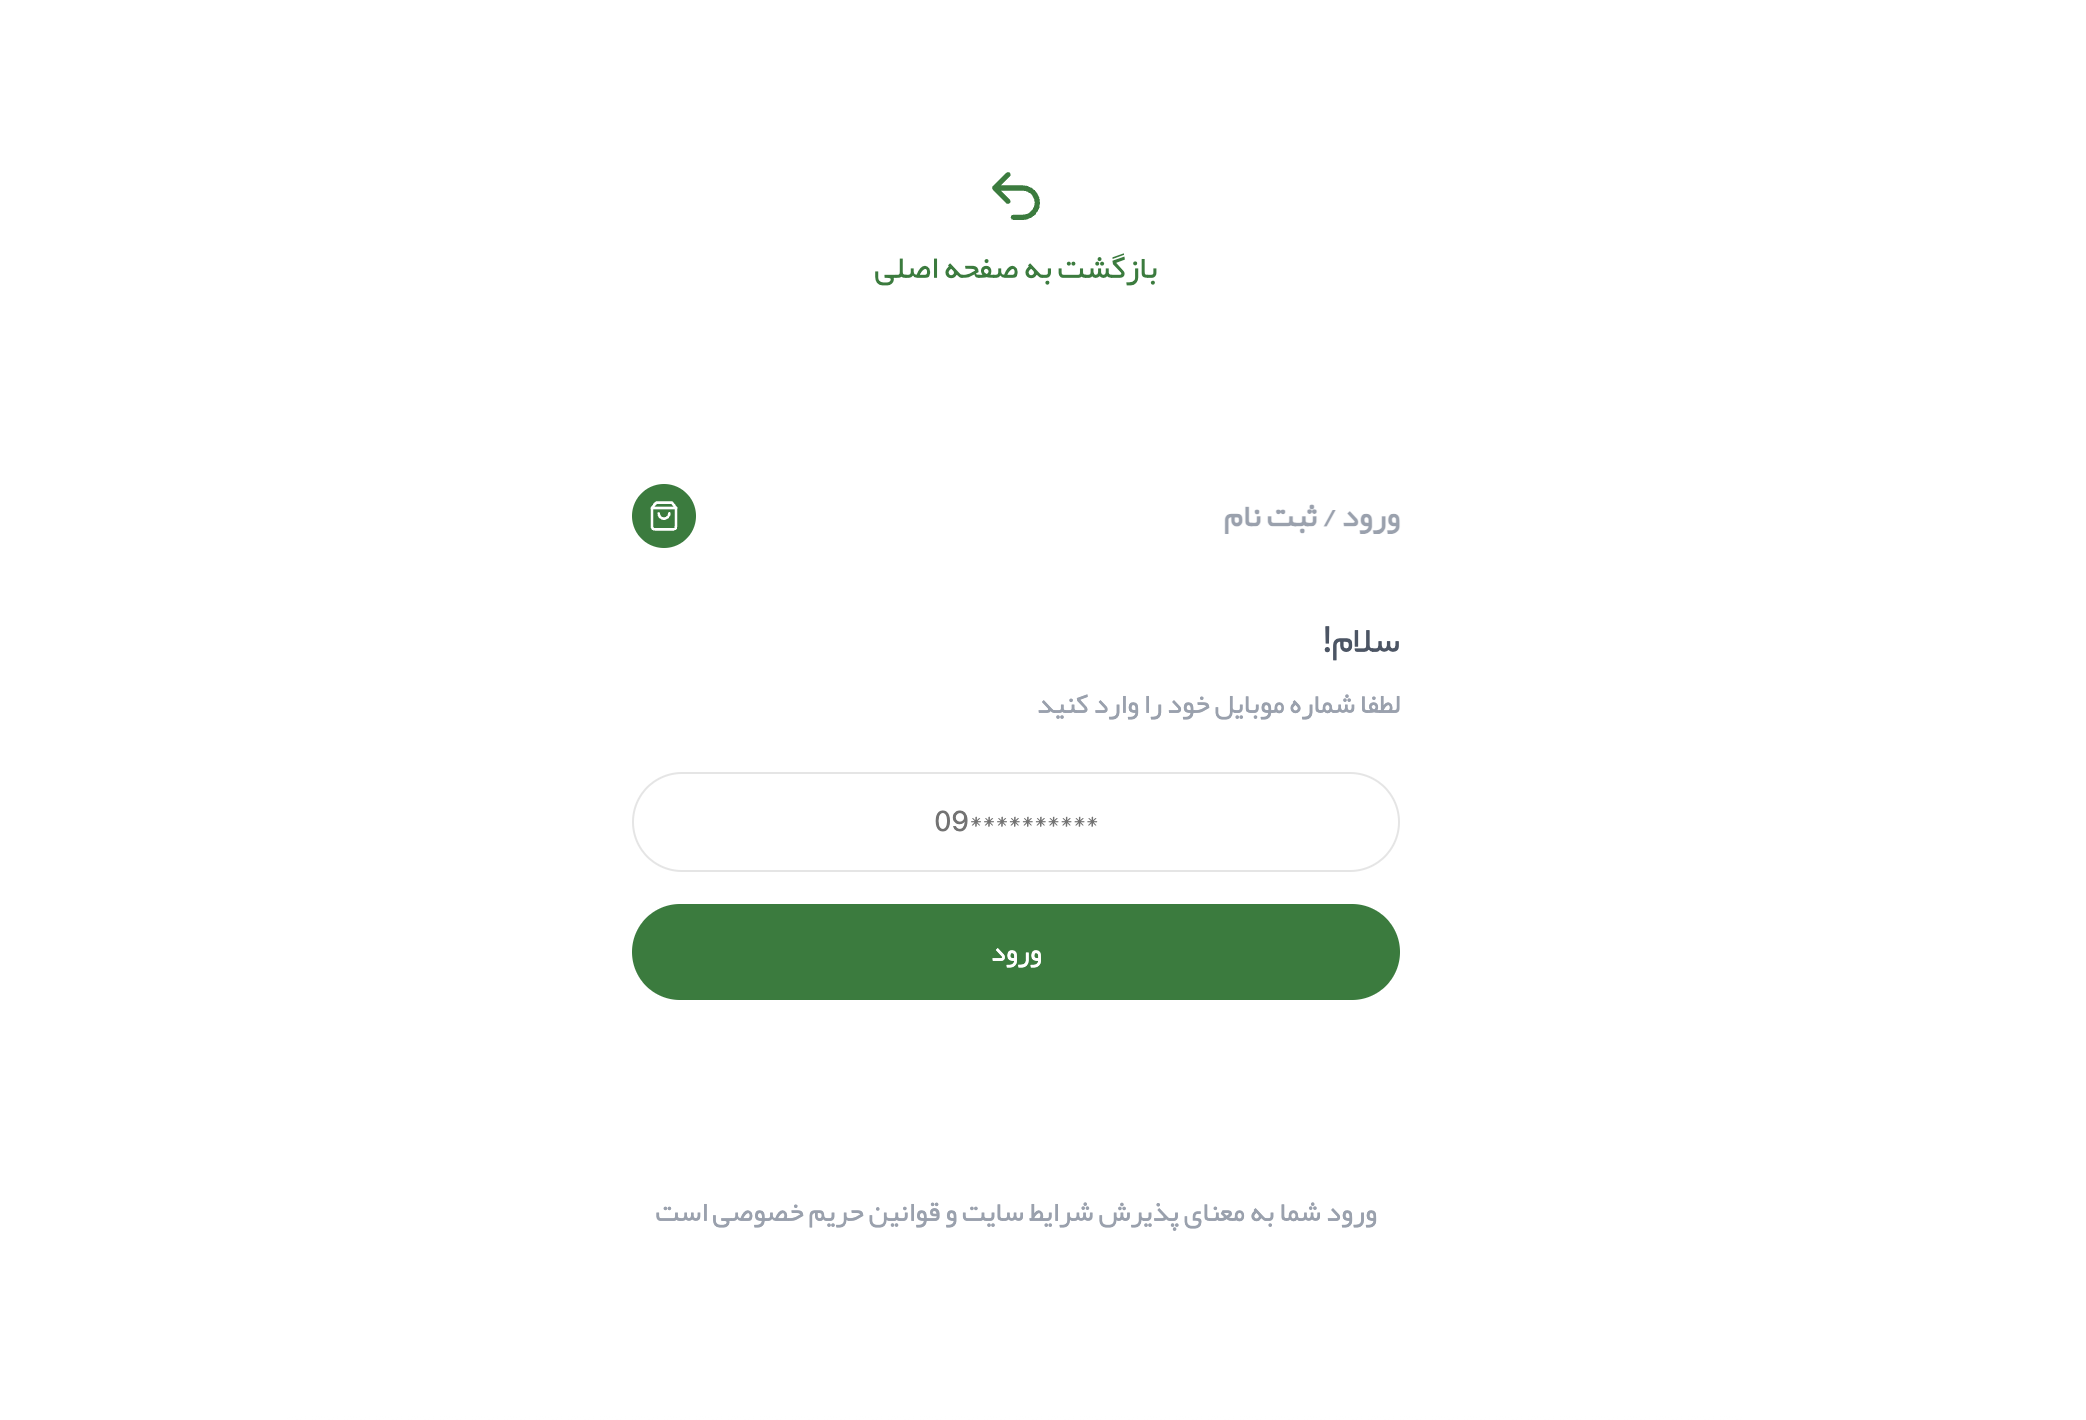 بازگشت به صفحه اصلی
ورود / ثبت نام
سلام!
لطفا شماره موبایل خود را وارد کنید
09**********
ورود
ورود شما به معنای پذیرش شرایط سایت و قوانین حریم خصوصی است